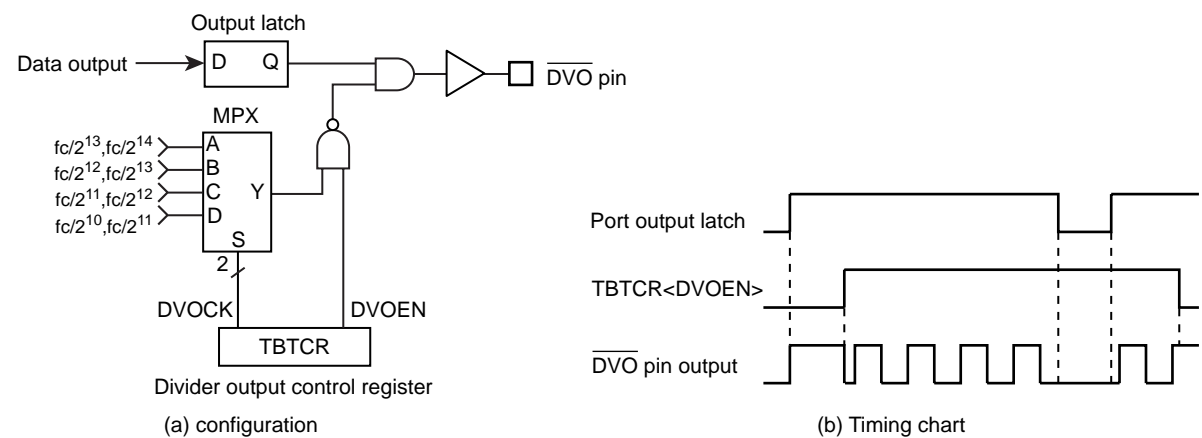 Output latch
Data output
D
Q
DVO pin
MPX
fc/2^13,fc/2^14
A
fc/2^12,fc/2^13
B
fc/2^11,fc/2^12
C
Y
fc/2^10,fc/2^11
D
S
2
DVOCK
DVOEN
TBTCR
Divider output control register
(a) configuration
Port output latch
TBTCR<DVOEN>
DVO pin output
(b) Timing chart